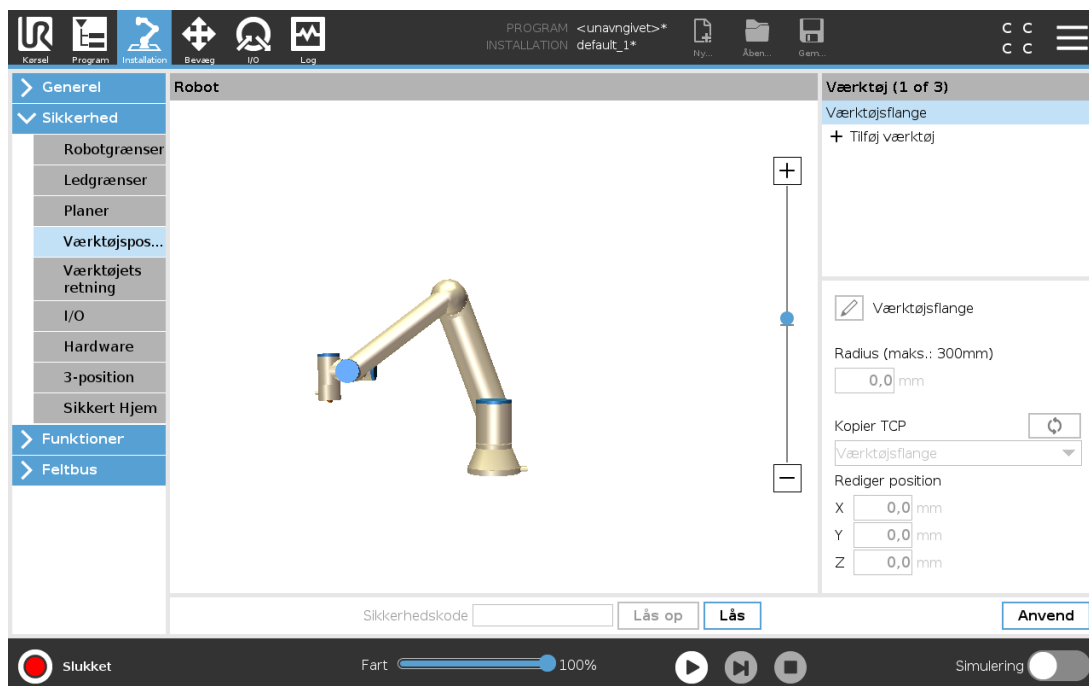 UR
PROGRAM <unavngivet>*
INSTALLATION default_1*
Kørsel Program Installation Bevæg I/O Log
Ny... Åben... Gem...
C C
C C
Generel
Sikkerhed
Robotgrænser
Ledgrænser
Planer
Værktøjspos...
Værktøjets
retning
I/O
Hardware
3-position
Sikkert Hjem
Funktioner
Feltbus
Robot
+
−
Værktøj (1 of 3)
Værktøjsflange
+ Tilføj værktøj
Værktøjsflange
Radius (maks.: 300mm)
0,0 mm
Kopier TCP
Værktøjsflange
Rediger position
X 0,0 mm
Y 0,0 mm
Z 0,0 mm
Sikkerhedskode Lås op Lås Anvend
Slukket Fart 100% Simulering